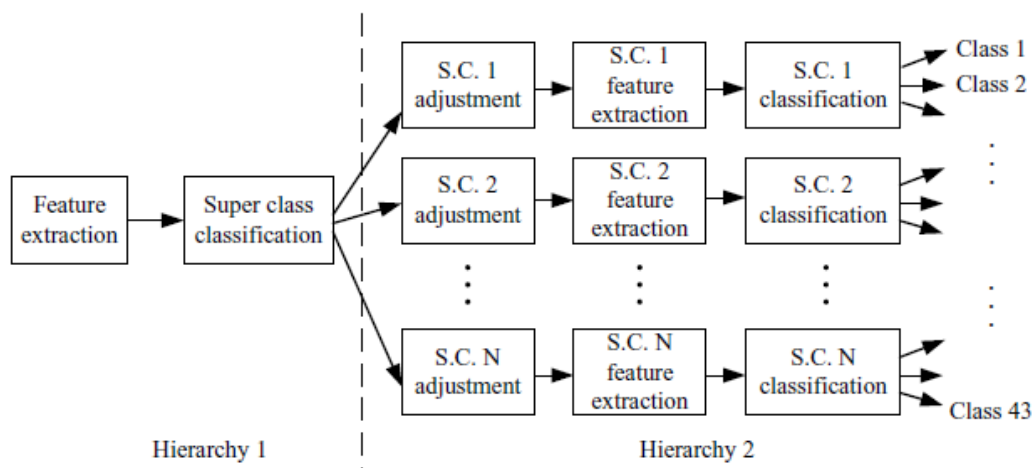 Feature
extraction
Super class
classification
S.C. 1
adjustment
S.C. 1
feature
extraction
S.C. 1
classification
Class 1
Class 2
S.C. 2
adjustment
S.C. 2
feature
extraction
S.C. 2
classification
S.C. N
adjustment
S.C. N
feature
extraction
S.C. N
classification
Class 43
Hierarchy 1
Hierarchy 2